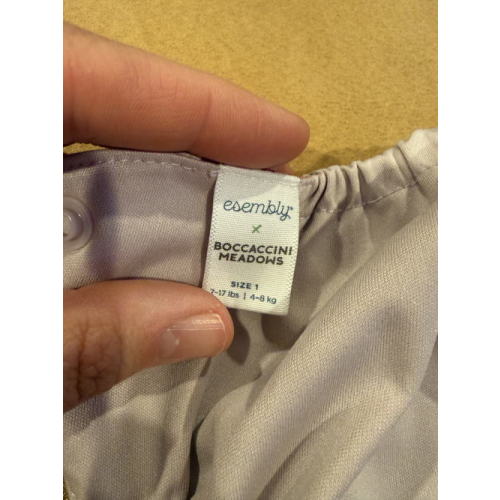 esembly
×
BOCCACCINI
MEADOWS
SIZE 1
7-17 lbs | 4-8 kg